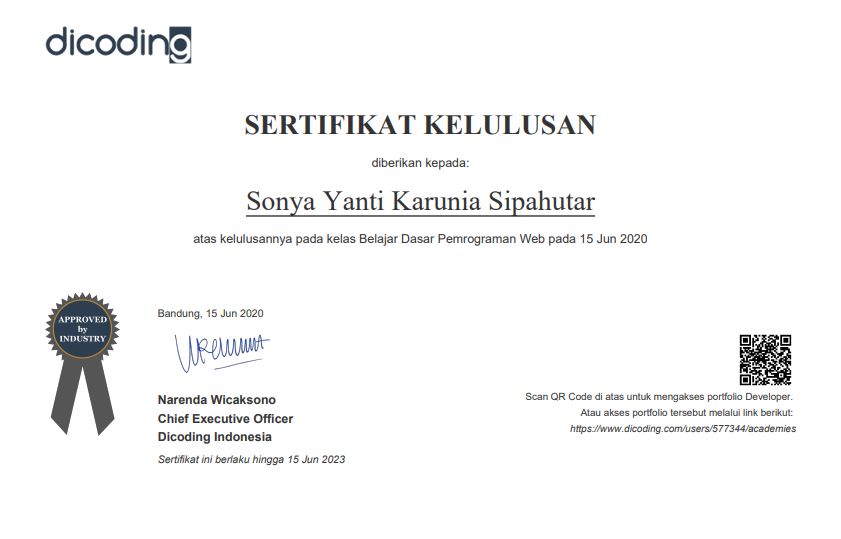 dicoding
SERTIFIKAT KELULUSAN
diberikan kepada:
Sonya Yanti Karunia Sipahutar
atas kelulusannya pada kelas Belajar Dasar Pemrograman Web pada 15 Jun 2020
APPROVED
by
INDUSTRY
Bandung, 15 Jun 2020
Narenda Wicaksono
Chief Executive Officer
Dicoding Indonesia
Sertifikat ini berlaku hingga 15 Jun 2023
Scan QR Code di atas untuk mengakses portfolio Developer.
Atau akses portfolio tersebut melalui link berikut:
https://www.dicoding.com/users/577344/academies